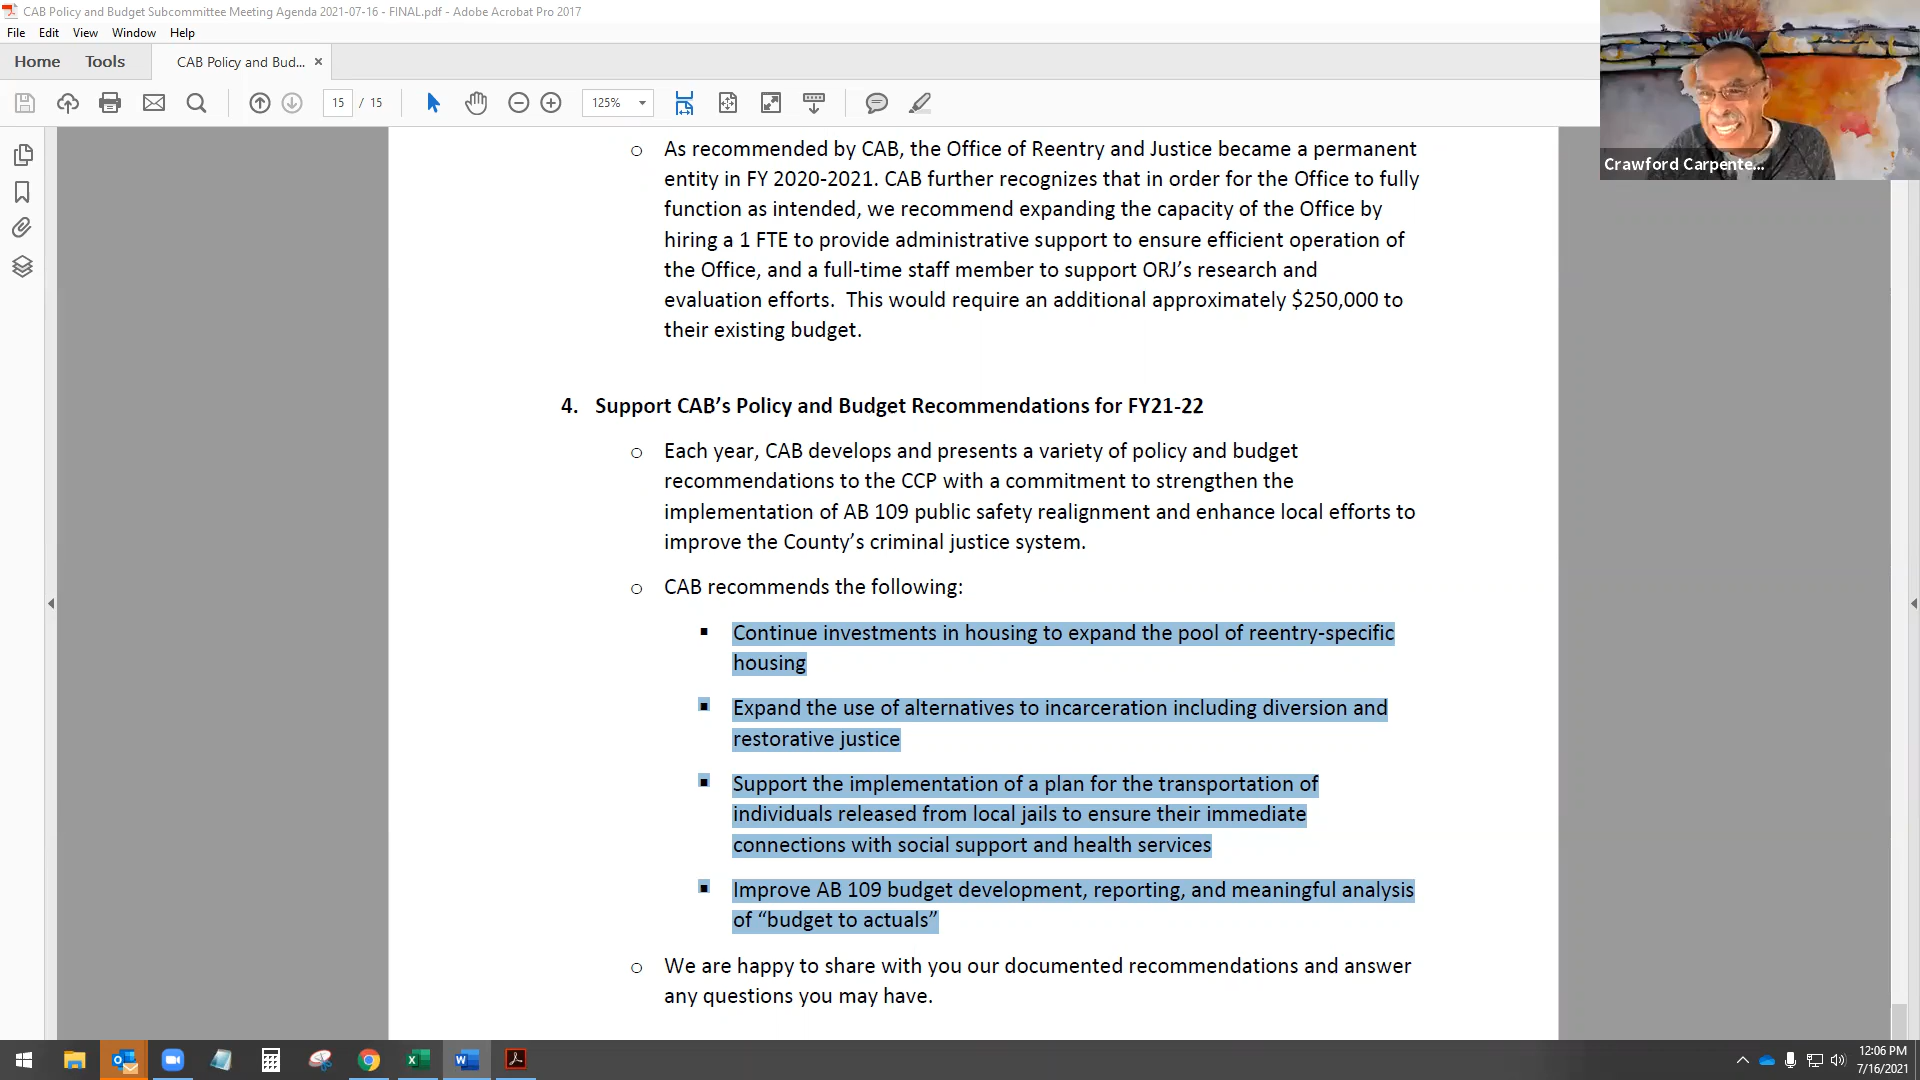 CAB Policy and Budget Subcommittee Meeting Agenda 2021-07-16 - FINAL.pdf - Adobe Acrobat Pro 2017
File Edit View Window Help
Home Tools CAB Policy and Bud... ×
15 / 15 125%
Crawford Carpente...
As recommended by CAB, the Office of Reentry and Justice became a permanent
entity in FY 2020-2021. CAB further recognizes that in order for the Office to fully
function as intended, we recommend expanding the capacity of the Office by
hiring a 1 FTE to provide administrative support to ensure efficient operation of
the Office, and a full-time staff member to support ORJ’s research and
evaluation efforts.  This would require an additional approximately $250,000 to
their existing budget.
4. Support CAB’s Policy and Budget Recommendations for FY21-22
Each year, CAB develops and presents a variety of policy and budget
recommendations to the CCP with a commitment to strengthen the
implementation of AB 109 public safety realignment and enhance local efforts to
improve the County’s criminal justice system.
CAB recommends the following:
Continue investments in housing to expand the pool of reentry-specific
housing
Expand the use of alternatives to incarceration including diversion and
restorative justice
Support the implementation of a plan for the transportation of
individuals released from local jails to ensure their immediate
connections with social support and health services
Improve AB 109 budget development, reporting, and meaningful analysis
of “budget to actuals”
We are happy to share with you our documented recommendations and answer
any questions you may have.
12:06 PM
7/16/2021